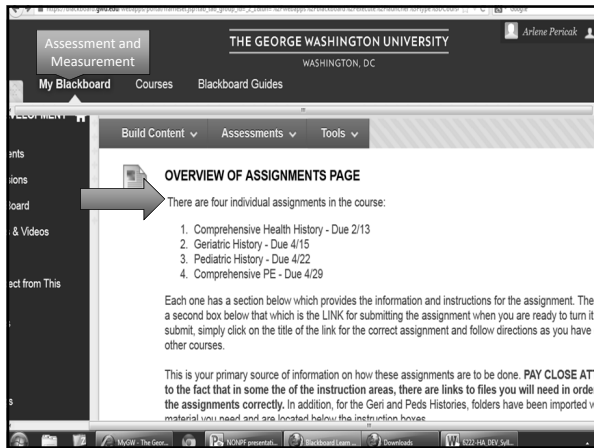 Assessment and
Measurement
THE GEORGE WASHINGTON UNIVERSITY
WASHINGTON, DC
Arlene Pericak
My Blackboard Courses Blackboard Guides
Build Content Assessments Tools
ents
sions
Board
& Videos
ect from This
s
OVERVIEW OF ASSIGNMENTS PAGE
There are four individual assignments in the course:
1. Comprehensive Health History - Due 2/13
2. Geriatric History - Due 4/15
3. Pediatric History - Due 4/22
4. Comprehensive PE - Due 4/29
Each one has a section below which provides the information and instructions for the assignment. The
a second box below that which is the LINK for submitting the assignment when you are ready to turn it
submit, simply click on the title of the link for the correct assignment and follow directions as you have
other courses.
This is your primary source of information on how these assignments are to be done. PAY CLOSE AT
to the fact that in some the of the instruction areas, there are links to files you will need in orde
the assignments correctly. In addition, for the Geri and Peds Histories, folders have been imported
material you need and are located below the instruction boxes
MyGW - The Geor... NONPF presentati... Blackboard Learn ... Downloads 6222-HA_DEV_Syll...